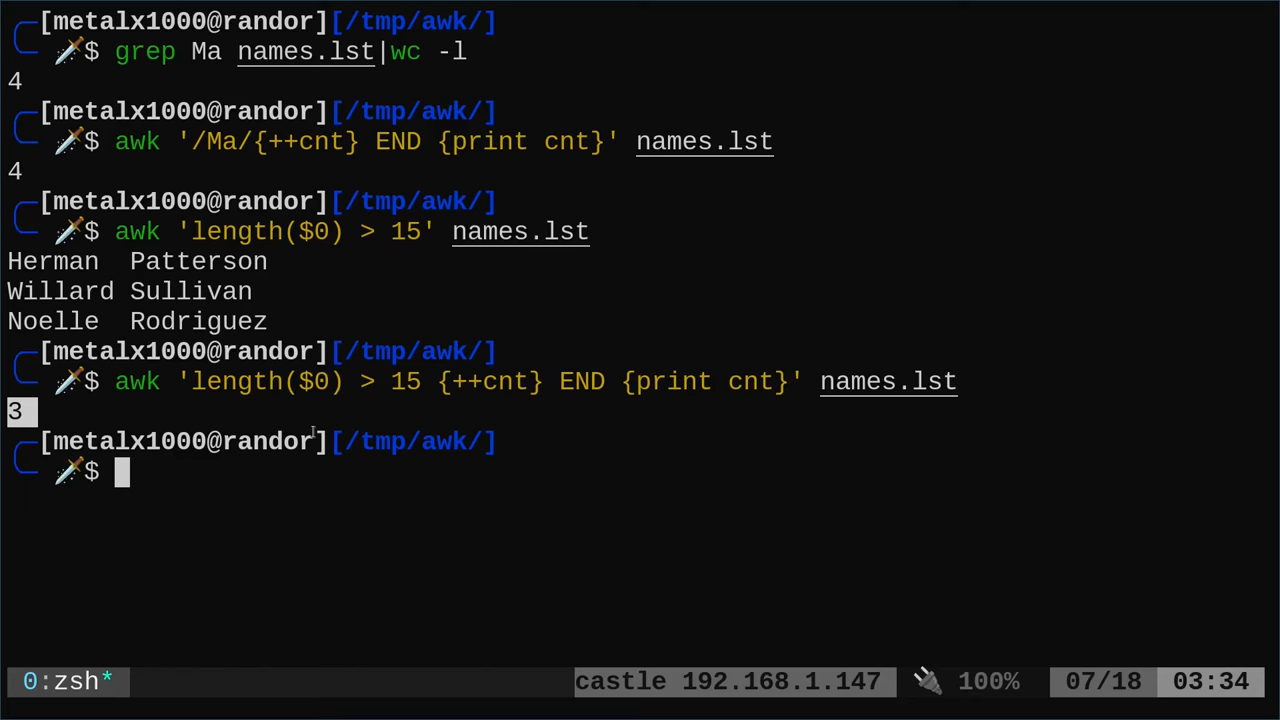 [metalx1000@randor][/tmp/awk/]
🗡️$ grep Ma names.lst|wc -l
4
[metalx1000@randor][/tmp/awk/]
🗡️$ awk '/Ma/{++cnt} END {print cnt}' names.lst
4
[metalx1000@randor][/tmp/awk/]
🗡️$ awk 'length($0) > 15' names.lst
Herman  Patterson
Willard Sullivan
Noelle  Rodriguez
[metalx1000@randor][/tmp/awk/]
🗡️$ awk 'length($0) > 15 {++cnt} END {print cnt}' names.lst
3
[metalx1000@randor][/tmp/awk/]
🗡️$
0:zsh* castle 192.168.1.147 🔌 100% 07/18 03:34